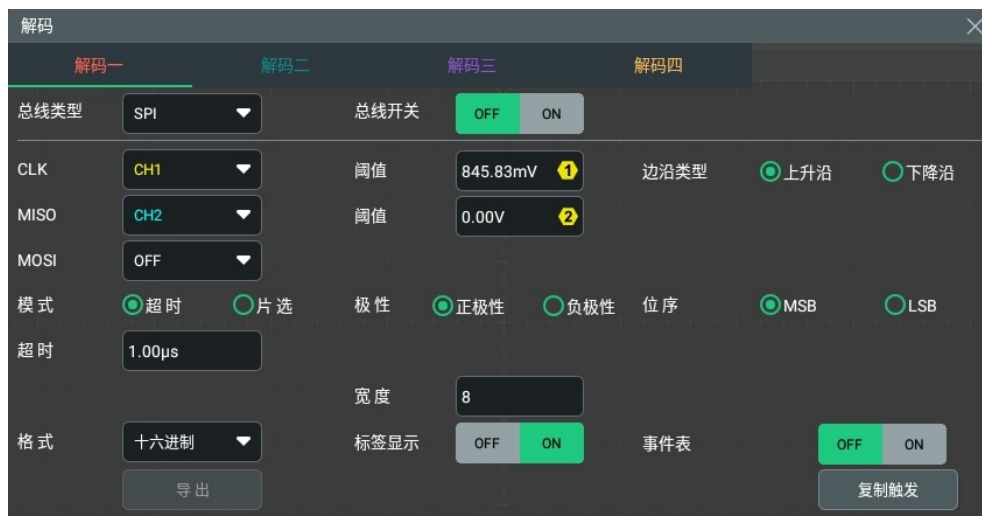 解码
解码一 解码二 解码三 解码四
总线类型 SPI 总线开关 OFF ON
CLK CH1 阈值 845.83mV 1 边沿类型 上升沿 下降沿
MISO CH2 阈值 0.00V 2
MOSI OFF
模式 超时 片选 极性 正极性 负极性 位序 MSB LSB
超时 1.00μs
宽度 8
格式 十六进制 标签显示 OFF ON 事件表 OFF ON
导出 复制触发